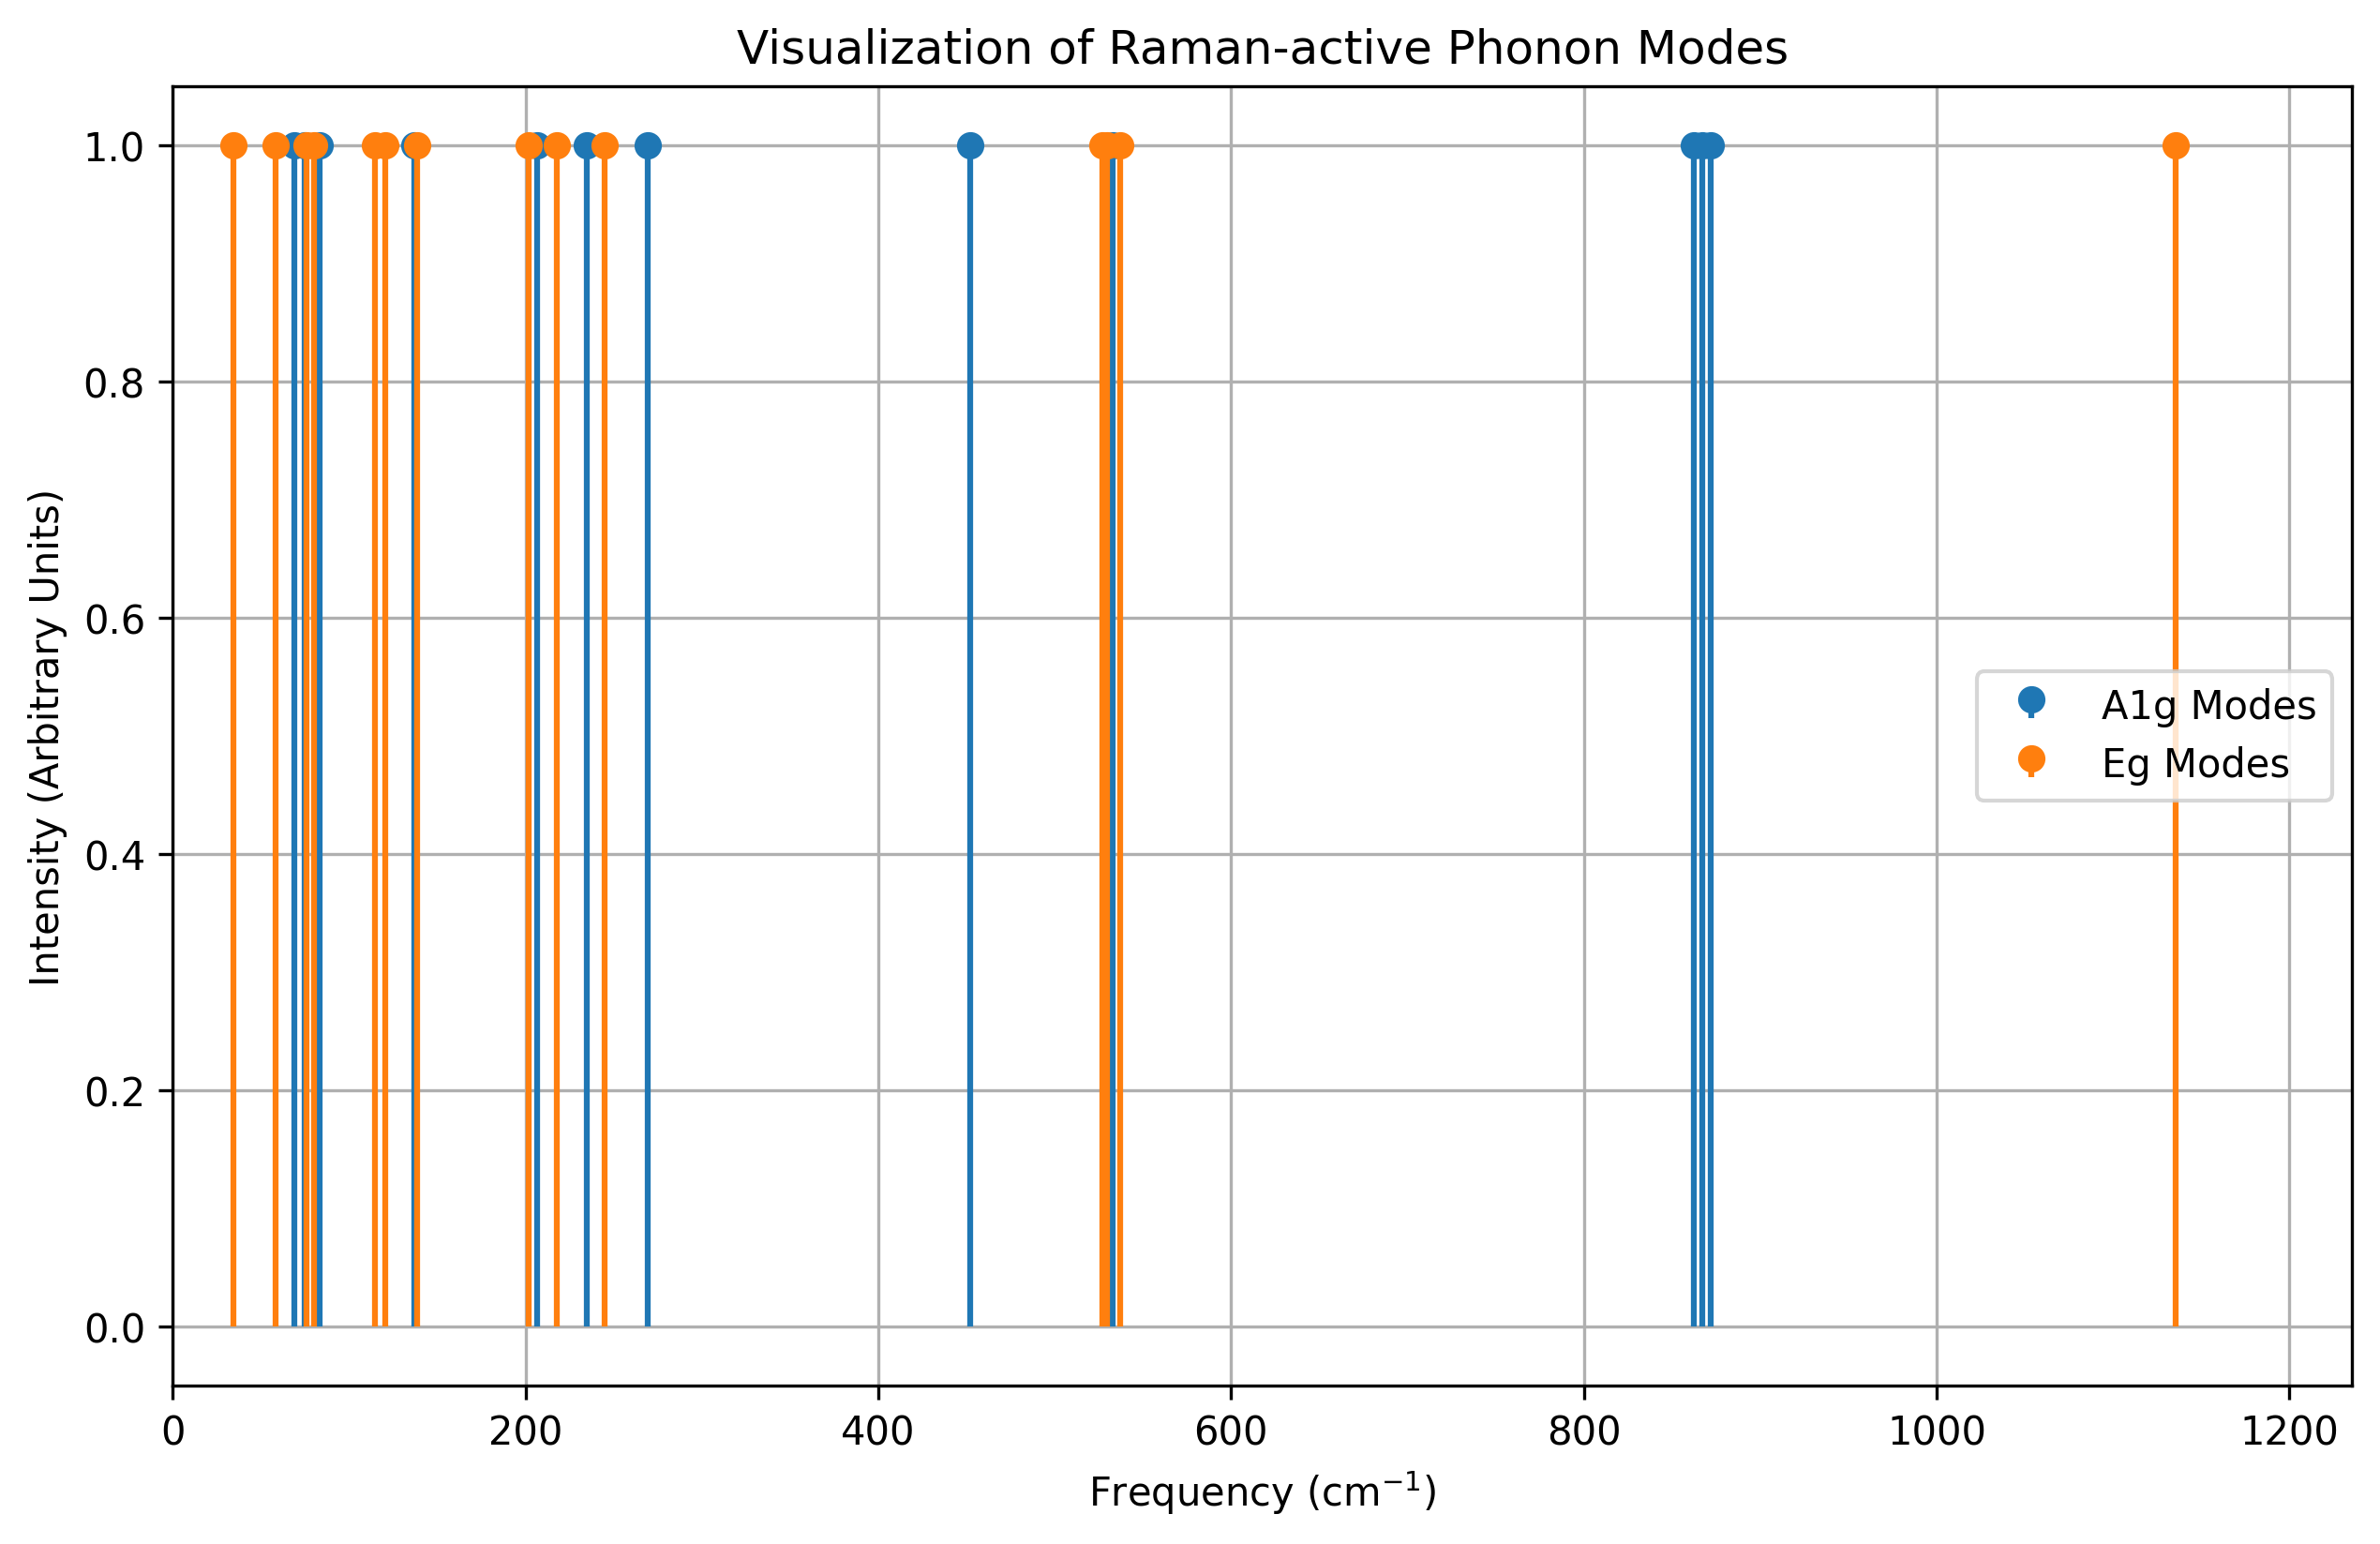 Visualization of Raman-active Phonon Modes
Intensity (Arbitrary Units)
1.0
0.8
0.6
0.4
0.2
0.0
A1g Modes
Eg Modes
0 200 400 600 800 1000 1200
Frequency (cm⁻¹)